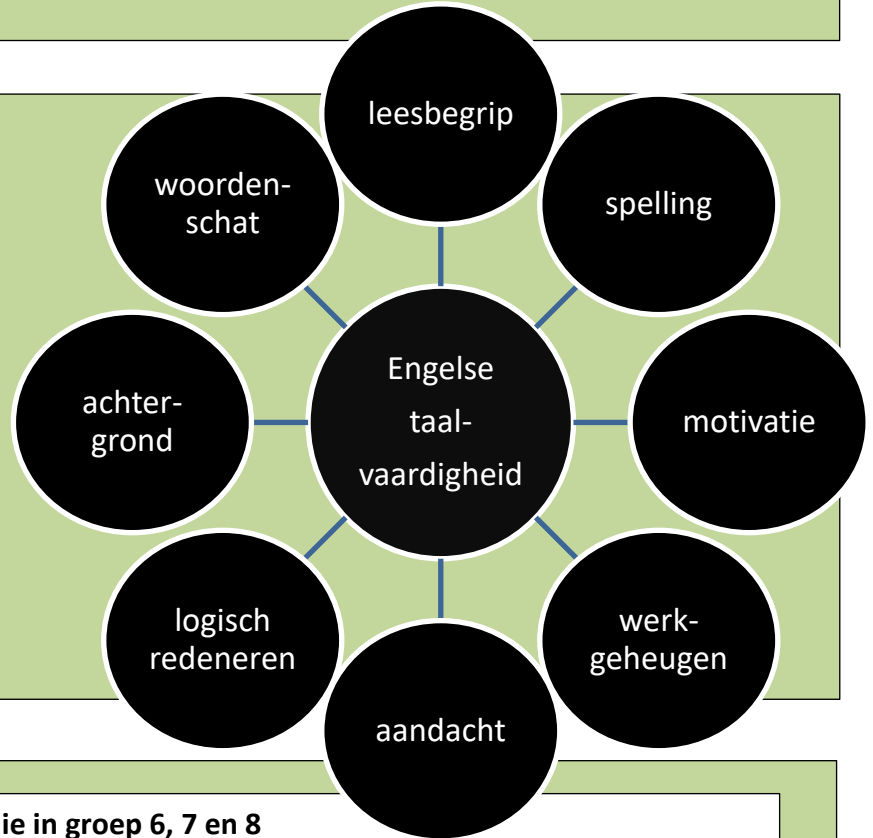 leesbegrip
spelling
motivatie
werk-
geheugen
aandacht
logisch
redeneren
achter-
grond
woorden-
schat
Engelse
taal-
vaardigheid
ie in groep 6, 7 en 8